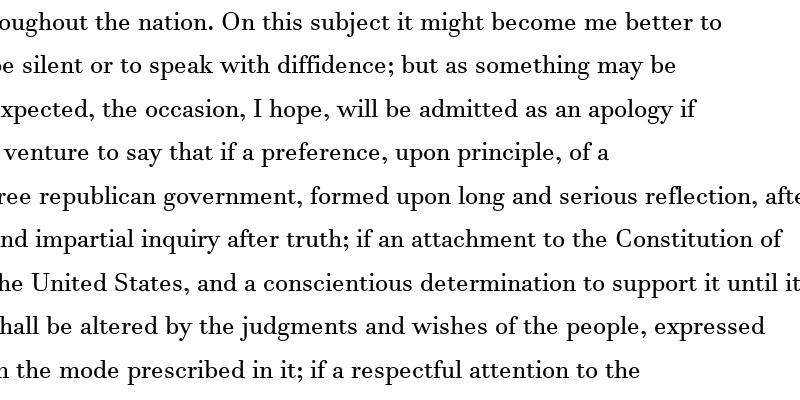 oughout the nation. On this subject it might become me better to
be silent or to speak with diffidence; but as something may be
xpected, the occasion, I hope, will be admitted as an apology if
venture to say that if a preference, upon principle, of a
ree republican government, formed upon long and serious reflection, afte
nd impartial inquiry after truth; if an attachment to the Constitution of
he United States, and a conscientious determination to support it until it
hall be altered by the judgments and wishes of the people, expressed
n the mode prescribed in it; if a respectful attention to the